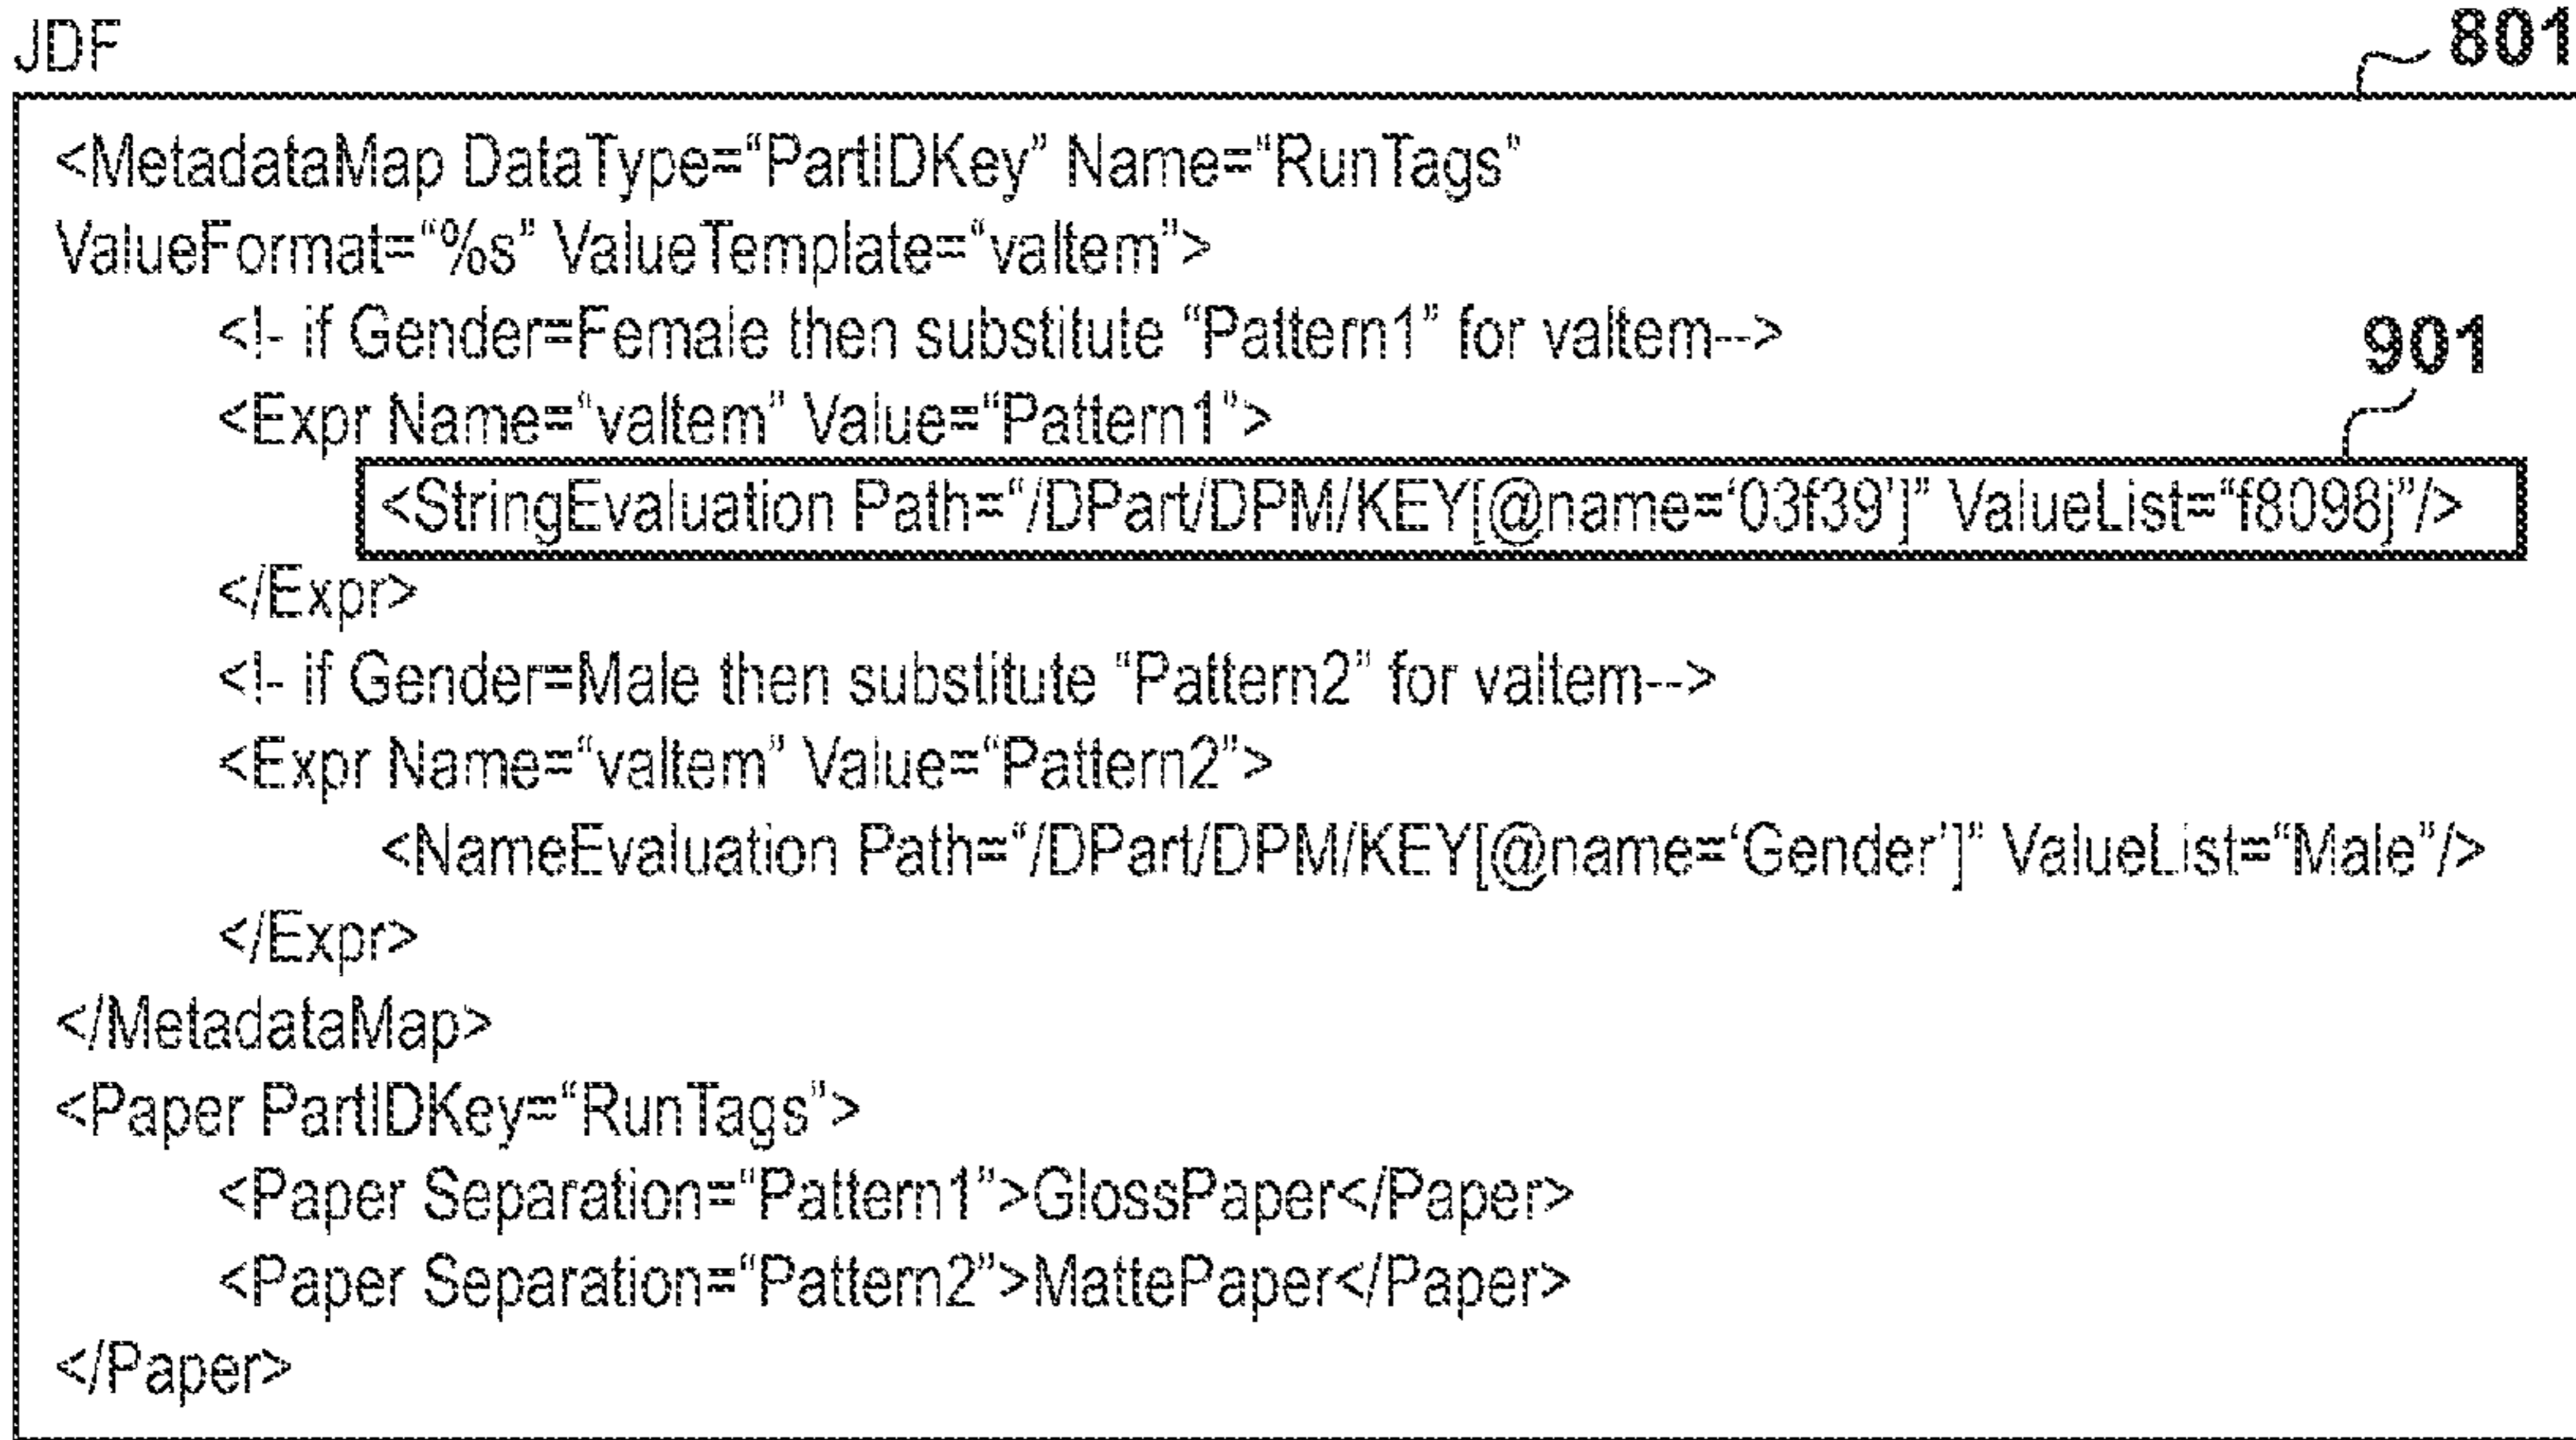 JDF
801
<MetadataMap DataType=“PartIDKey” Name=“RunTags”
ValueFormat=“%s” ValueTemplate=“valtem”>
<!- if Gender=Female then substitute “Pattern1” for valtem-->
901
<Expr Name=“valtem” Value=“Pattern1”>
<StringEvaluation Path=“/DPart/DPM/KEY[@name=‘03f39’]” ValueList=“f8098j”/>
</Expr>
<!- if Gender=Male then substitute “Pattern2” for valtem-->
<Expr Name=“valtem” Value=“Pattern2”>
<NameEvaluation Path=“/DPart/DPM/KEY[@name=‘Gender’]” ValueList=“Male”/>
</Expr>
</MetadataMap>
<Paper PartIDKey=“RunTags”>
<Paper Separation=“Pattern1”>GlossPaper</Paper>
<Paper Separation=“Pattern2”>MattePaper</Paper>
</Paper>